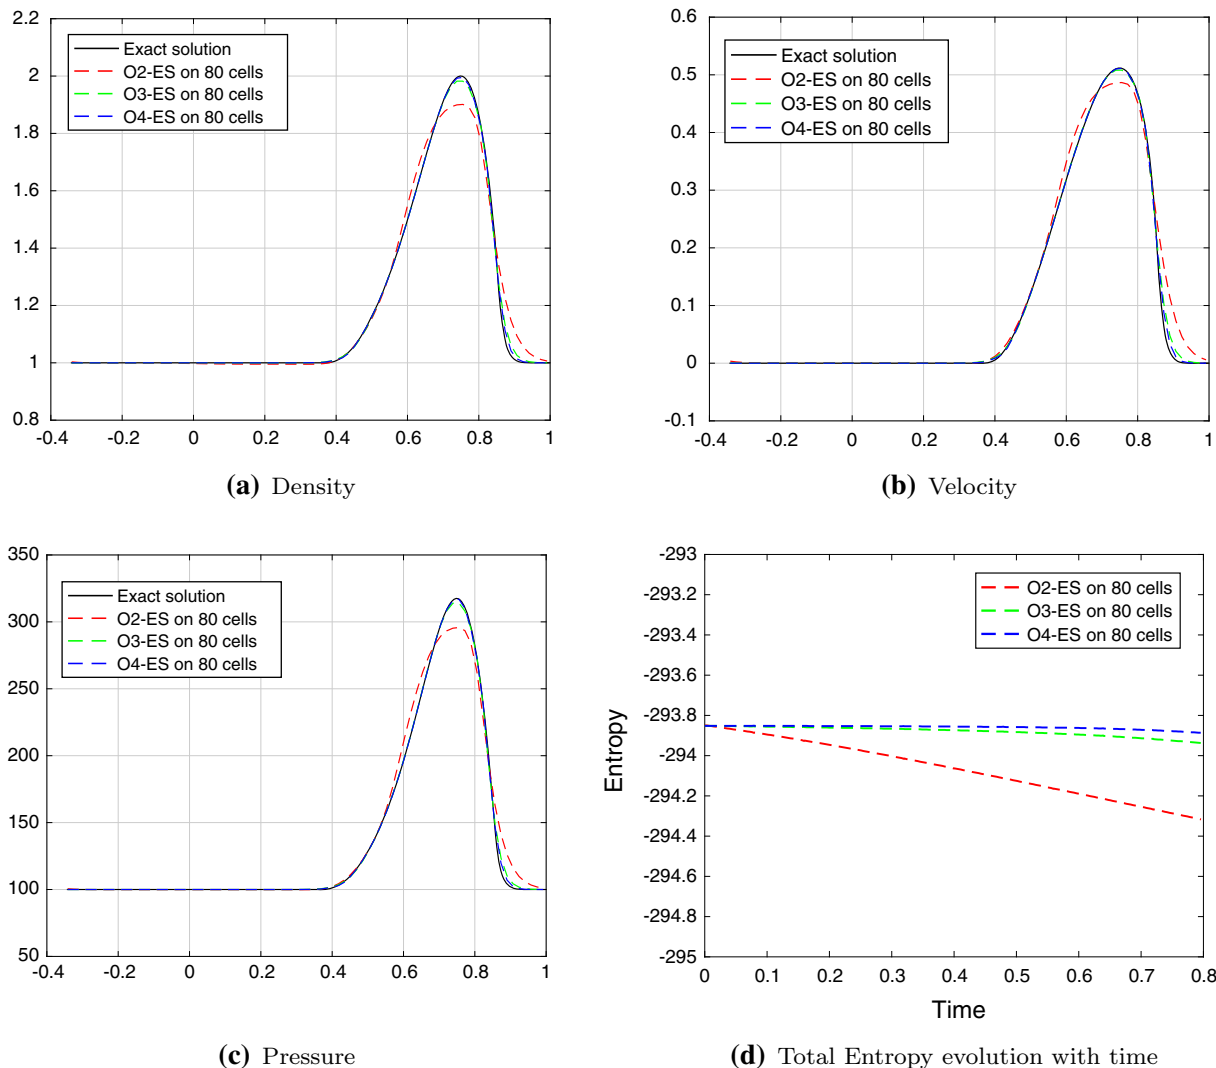 2.2
2
1.8
1.6
1.4
1.2
1
0.8
-0.4 -0.2 0 0.2 0.4 0.6 0.8 1
Exact solution
O2-ES on 80 cells
O3-ES on 80 cells
O4-ES on 80 cells
(a) Density
0.6
0.5
0.4
0.3
0.2
0.1
0
-0.1
-0.4 -0.2 0 0.2 0.4 0.6 0.8 1
Exact solution
O2-ES on 80 cells
O3-ES on 80 cells
O4-ES on 80 cells
(b) Velocity
350
300
250
200
150
100
50
-0.4 -0.2 0 0.2 0.4 0.6 0.8 1
Exact solution
O2-ES on 80 cells
O3-ES on 80 cells
O4-ES on 80 cells
(c) Pressure
-293
-293.2
-293.4
-293.6
-293.8
-294
-294.2
-294.4
-294.6
-294.8
-295
Entropy
0 0.1 0.2 0.3 0.4 0.5 0.6 0.7 0.8
Time
O2-ES on 80 cells
O3-ES on 80 cells
O4-ES on 80 cells
(d) Total Entropy evolution with time